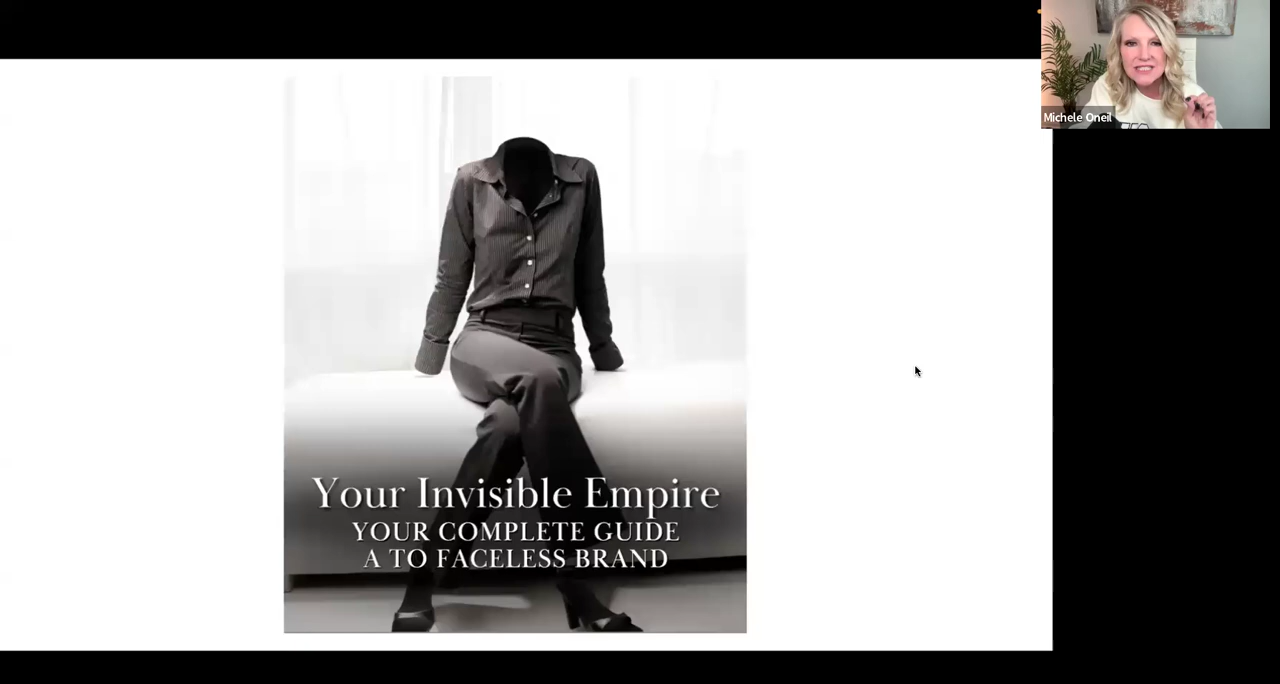 Michele Oneil
Your Invisible Empire
YOUR COMPLETE GUIDE
A TO FACELESS BRAND